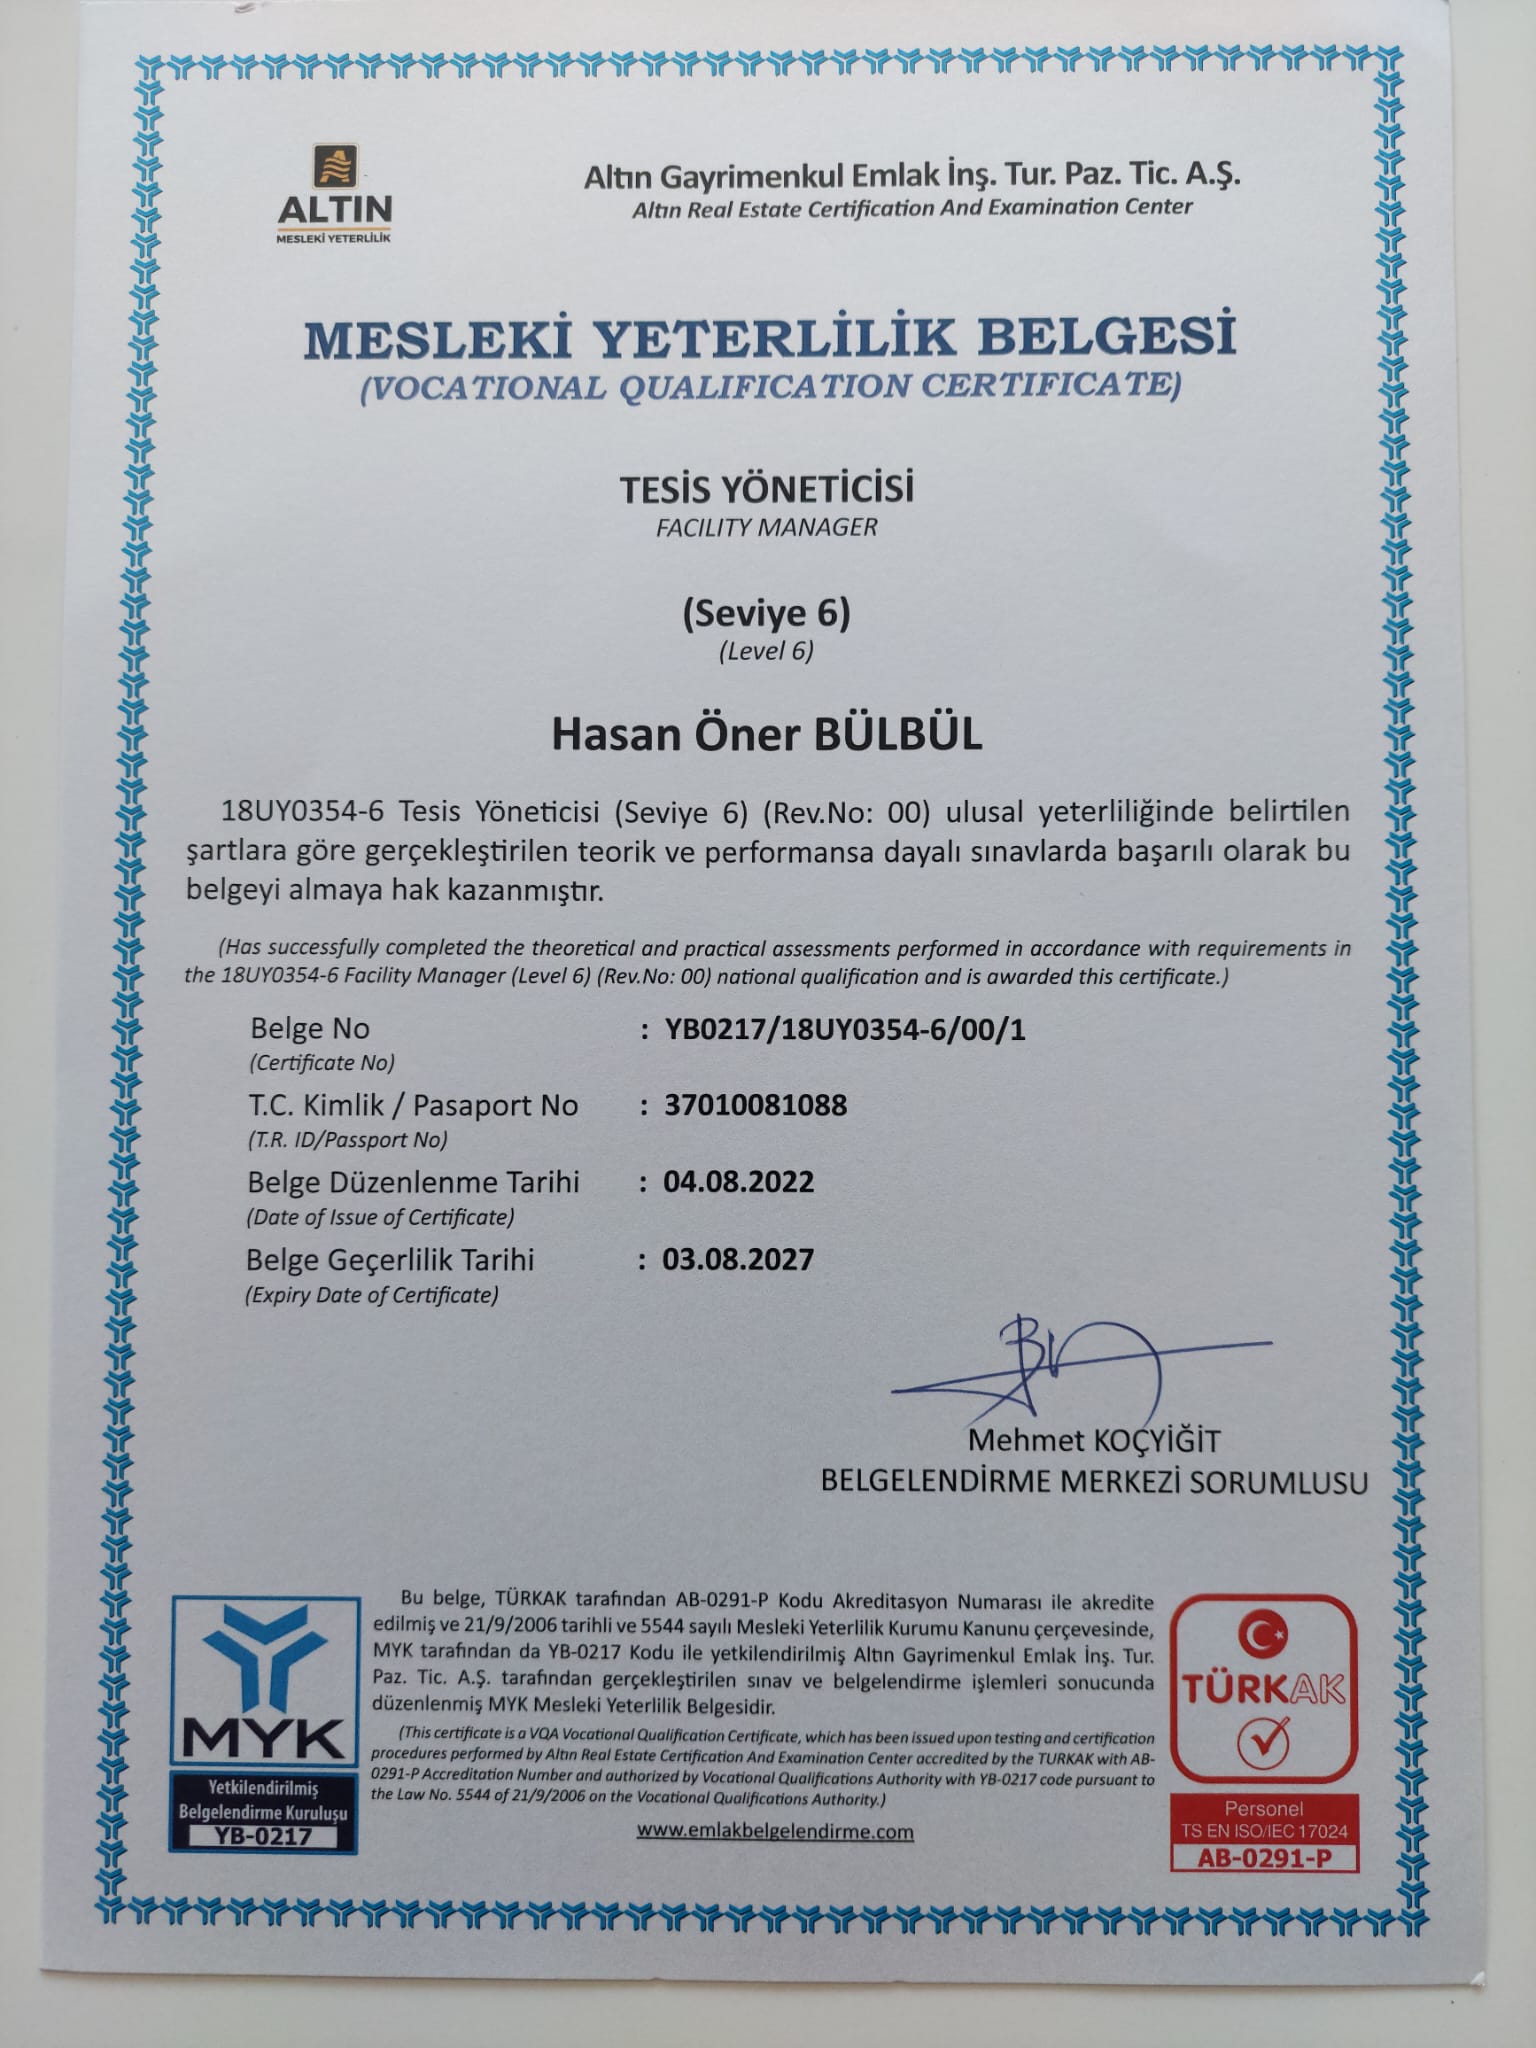 ALTIN
MESLEKİ YETERLİLİK
Altın Gayrimenkul Emlak İnş. Tur. Paz. Tic. A.Ş.
Altın Real Estate Certification And Examination Center
MESLEKİ YETERLİLİK BELGESİ
(VOCATIONAL QUALIFICATION CERTIFICATE)
TESİS YÖNETİCİSİ
FACILITY MANAGER
(Seviye 6)
(Level 6)
Hasan Öner BÜLBÜL
18UY0354-6 Tesis Yöneticisi (Seviye 6) (Rev.No: 00) ulusal yeterliliğinde belirtilen
şartlara göre gerçekleştirilen teorik ve performansa dayalı sınavlarda başarılı olarak bu
belgeyi almaya hak kazanmıştır.
(Has successfully completed the theoretical and practical assessments performed in accordance with requirements in
the 18UY0354-6 Facility Manager (Level 6) (Rev.No: 00) national qualification and is awarded this certificate.)
Belge No : YB0217/18UY0354-6/00/1
(Certificate No)
T.C. Kimlik / Pasaport No : 37010081088
(T.R. ID/Passport No)
Belge Düzenlenme Tarihi : 04.08.2022
(Date of Issue of Certificate)
Belge Geçerlilik Tarihi : 03.08.2027
(Expiry Date of Certificate)
Mehmet KOÇYİĞİT
BELGELENDİRME MERKEZİ SORUMLUSU
MYK
Yetkilendirilmiş
Belgelendirme Kuruluşu
YB-0217
Bu belge, TÜRKAK tarafından AB-0291-P Kodu Akreditasyon Numarası ile akredite
edilmiş ve 21/9/2006 tarihli ve 5544 sayılı Mesleki Yeterlilik Kurumu Kanunu çerçevesinde,
MYK tarafından da YB-0217 Kodu ile yetkilendirilmiş Altın Gayrimenkul Emlak İnş. Tur.
Paz. Tic. A.Ş. tarafından gerçekleştirilen sınav ve belgelendirme işlemleri sonucunda
düzenlenmiş MYK Mesleki Yeterlilik Belgesidir.
(This certificate is a VQA Vocational Qualification Certificate, which has been issued upon testing and certification
procedures performed by Altın Real Estate Certification And Examination Center accredited by the TURKAK with AB-
0291-P Accreditation Number and authorized by Vocational Qualifications Authority with YB-0217 code pursuant to
the Law No. 5544 of 21/9/2006 on the Vocational Qualifications Authority.)
www.emlakbelgelendirme.com
TÜRKAK
Personel
TS EN ISO/IEC 17024
AB-0291-P